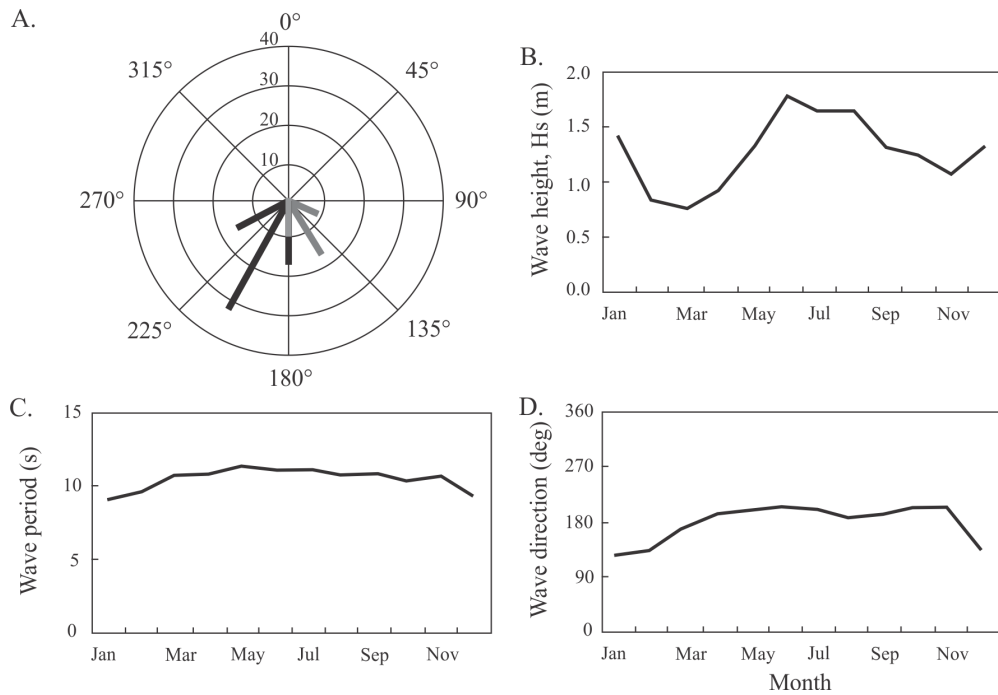 A.
0°
45°
90°
135°
180°
225°
270°
315°
40
30
20
10
B.
Wave height, Hs (m)
2.0
1.5
1.0
0.5
0.0
Jan Mar May Jul Sep Nov
C.
Wave period (s)
15
10
5
0
Jan Mar May Jul Sep Nov
D.
Wave direction (deg)
360
270
180
90
0
Jan Mar May Jul Sep Nov
Month